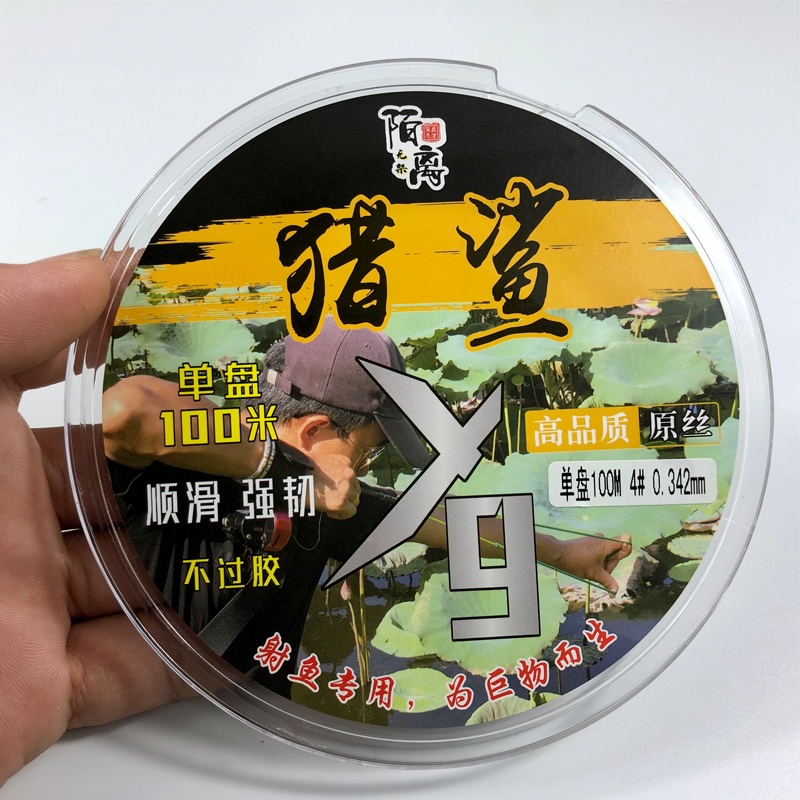 陌离
猎鲨
单盘
100米
X9
高品质 原丝
单盘100M 4# 0.342mm
顺滑 强韧
不过胶
射鱼专用，为巨物而生